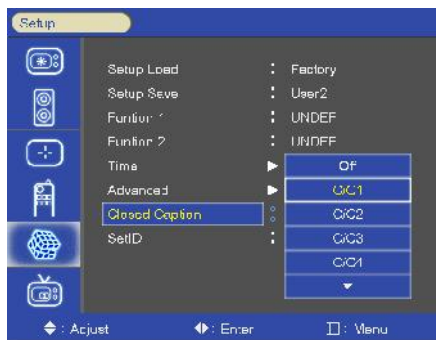 Setup
Setup Load : Factory
Setup Save : User2
Funtion 1 : UNDEF
Funtion 2 : UNDEF
Time
Off
Advanced
C/C1
Closed Caption :
C/C2
SetID :
C/C3
C/C4
: Adjust : Enter : Menu